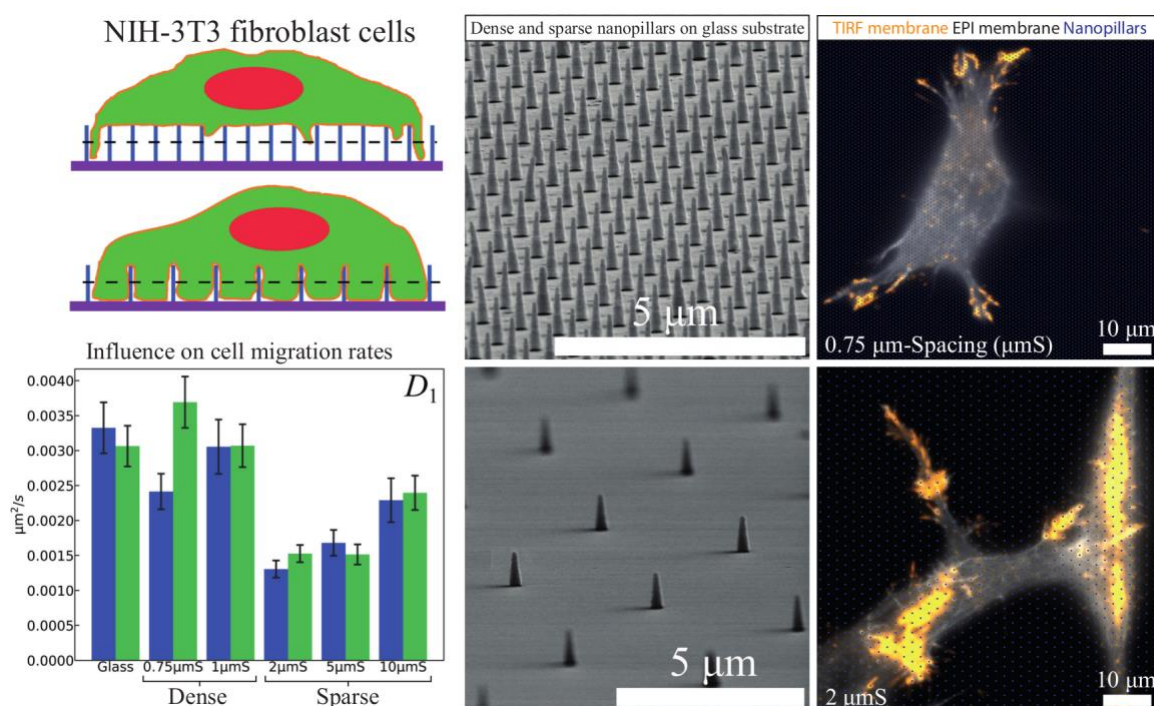 NIH-3T3 fibroblast cells
Dense and sparse nanopillars on glass substrate
5 μm
TIRF membrane EPI membrane Nanopillars
0.75 μm-Spacing (μmS)
10 μm
Influence on cell migration rates
D₁
0.0040
0.0035
0.0030
0.0025
0.0020
0.0015
0.0010
0.0005
0.0000
μm²/s
Glass 0.75μmS 1μmS 2μmS 5μmS 10μmS
Dense Sparse
5 μm
2 μmS
10 μm